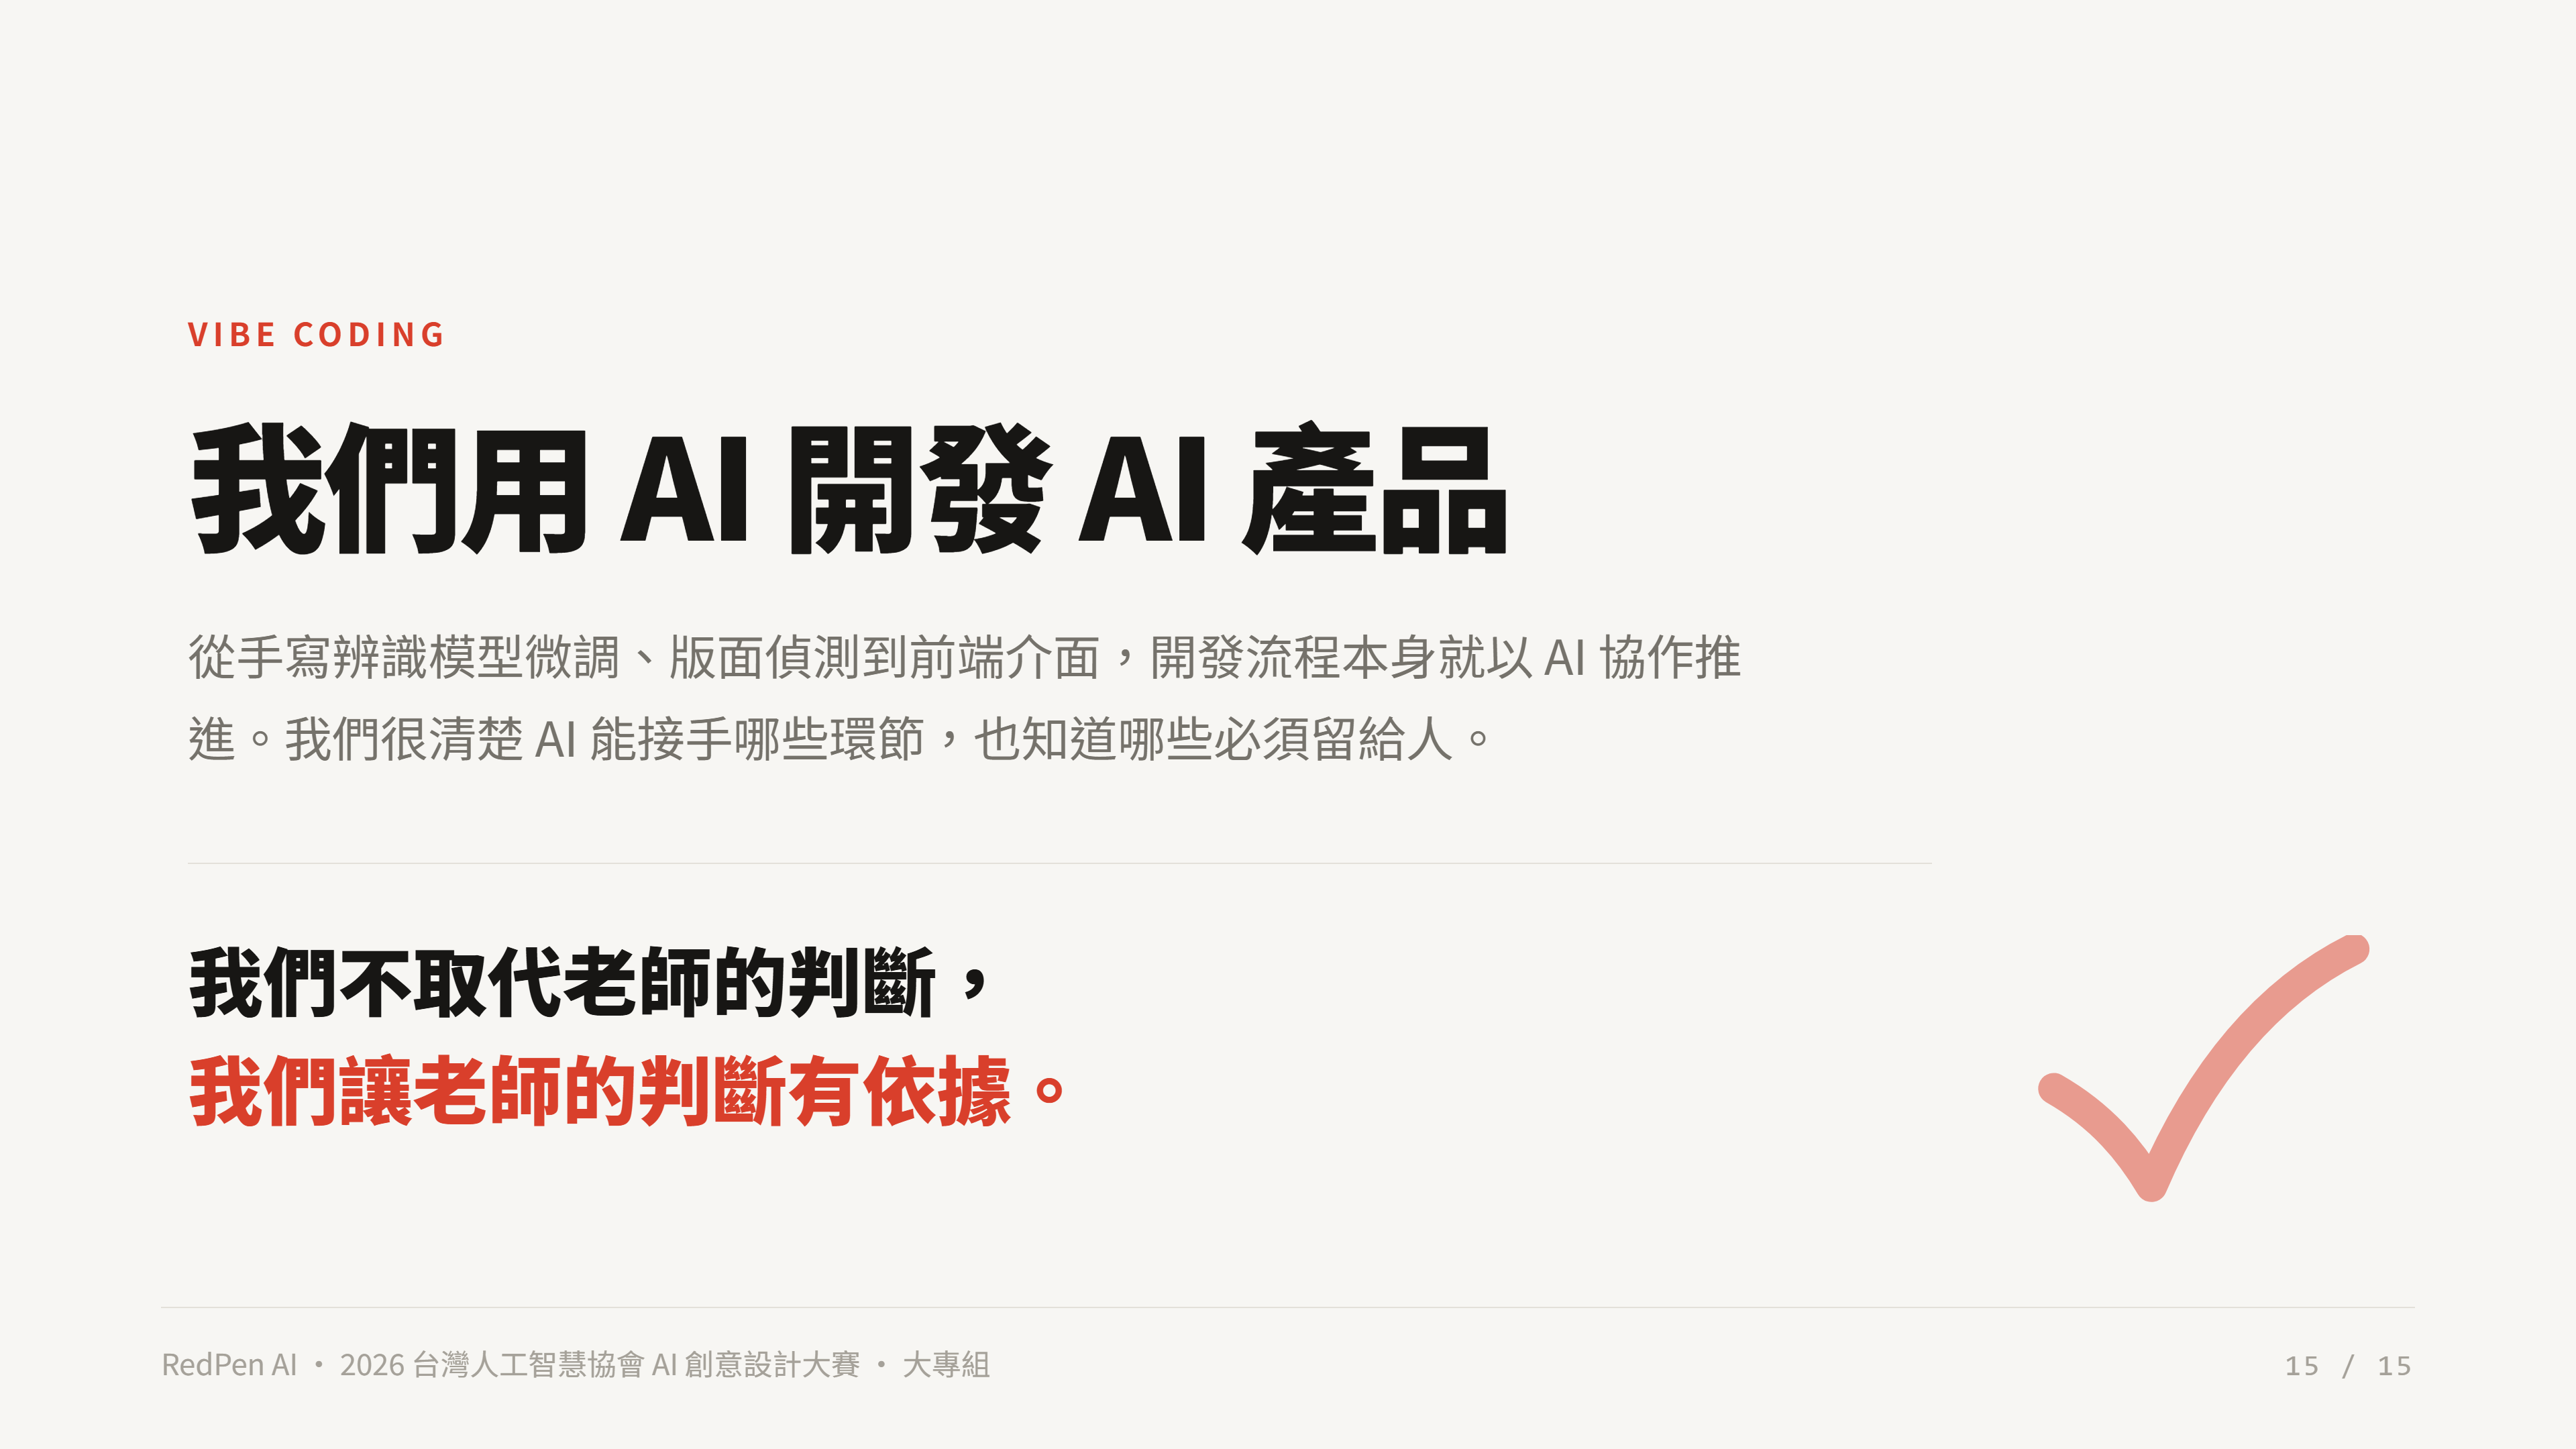 VIBE CODING
我們用 AI 開發 AI 產品
從手寫辨識模型微調、版面偵測到前端介面，開發流程本身就以 AI 協作推
進。我們很清楚 AI 能接手哪些環節，也知道哪些必須留給人。
我們不取代老師的判斷，
我們讓老師的判斷有依據。
RedPen AI ・ 2026 台灣人工智慧協會 AI 創意設計大賽 ・ 大專組
15 / 15